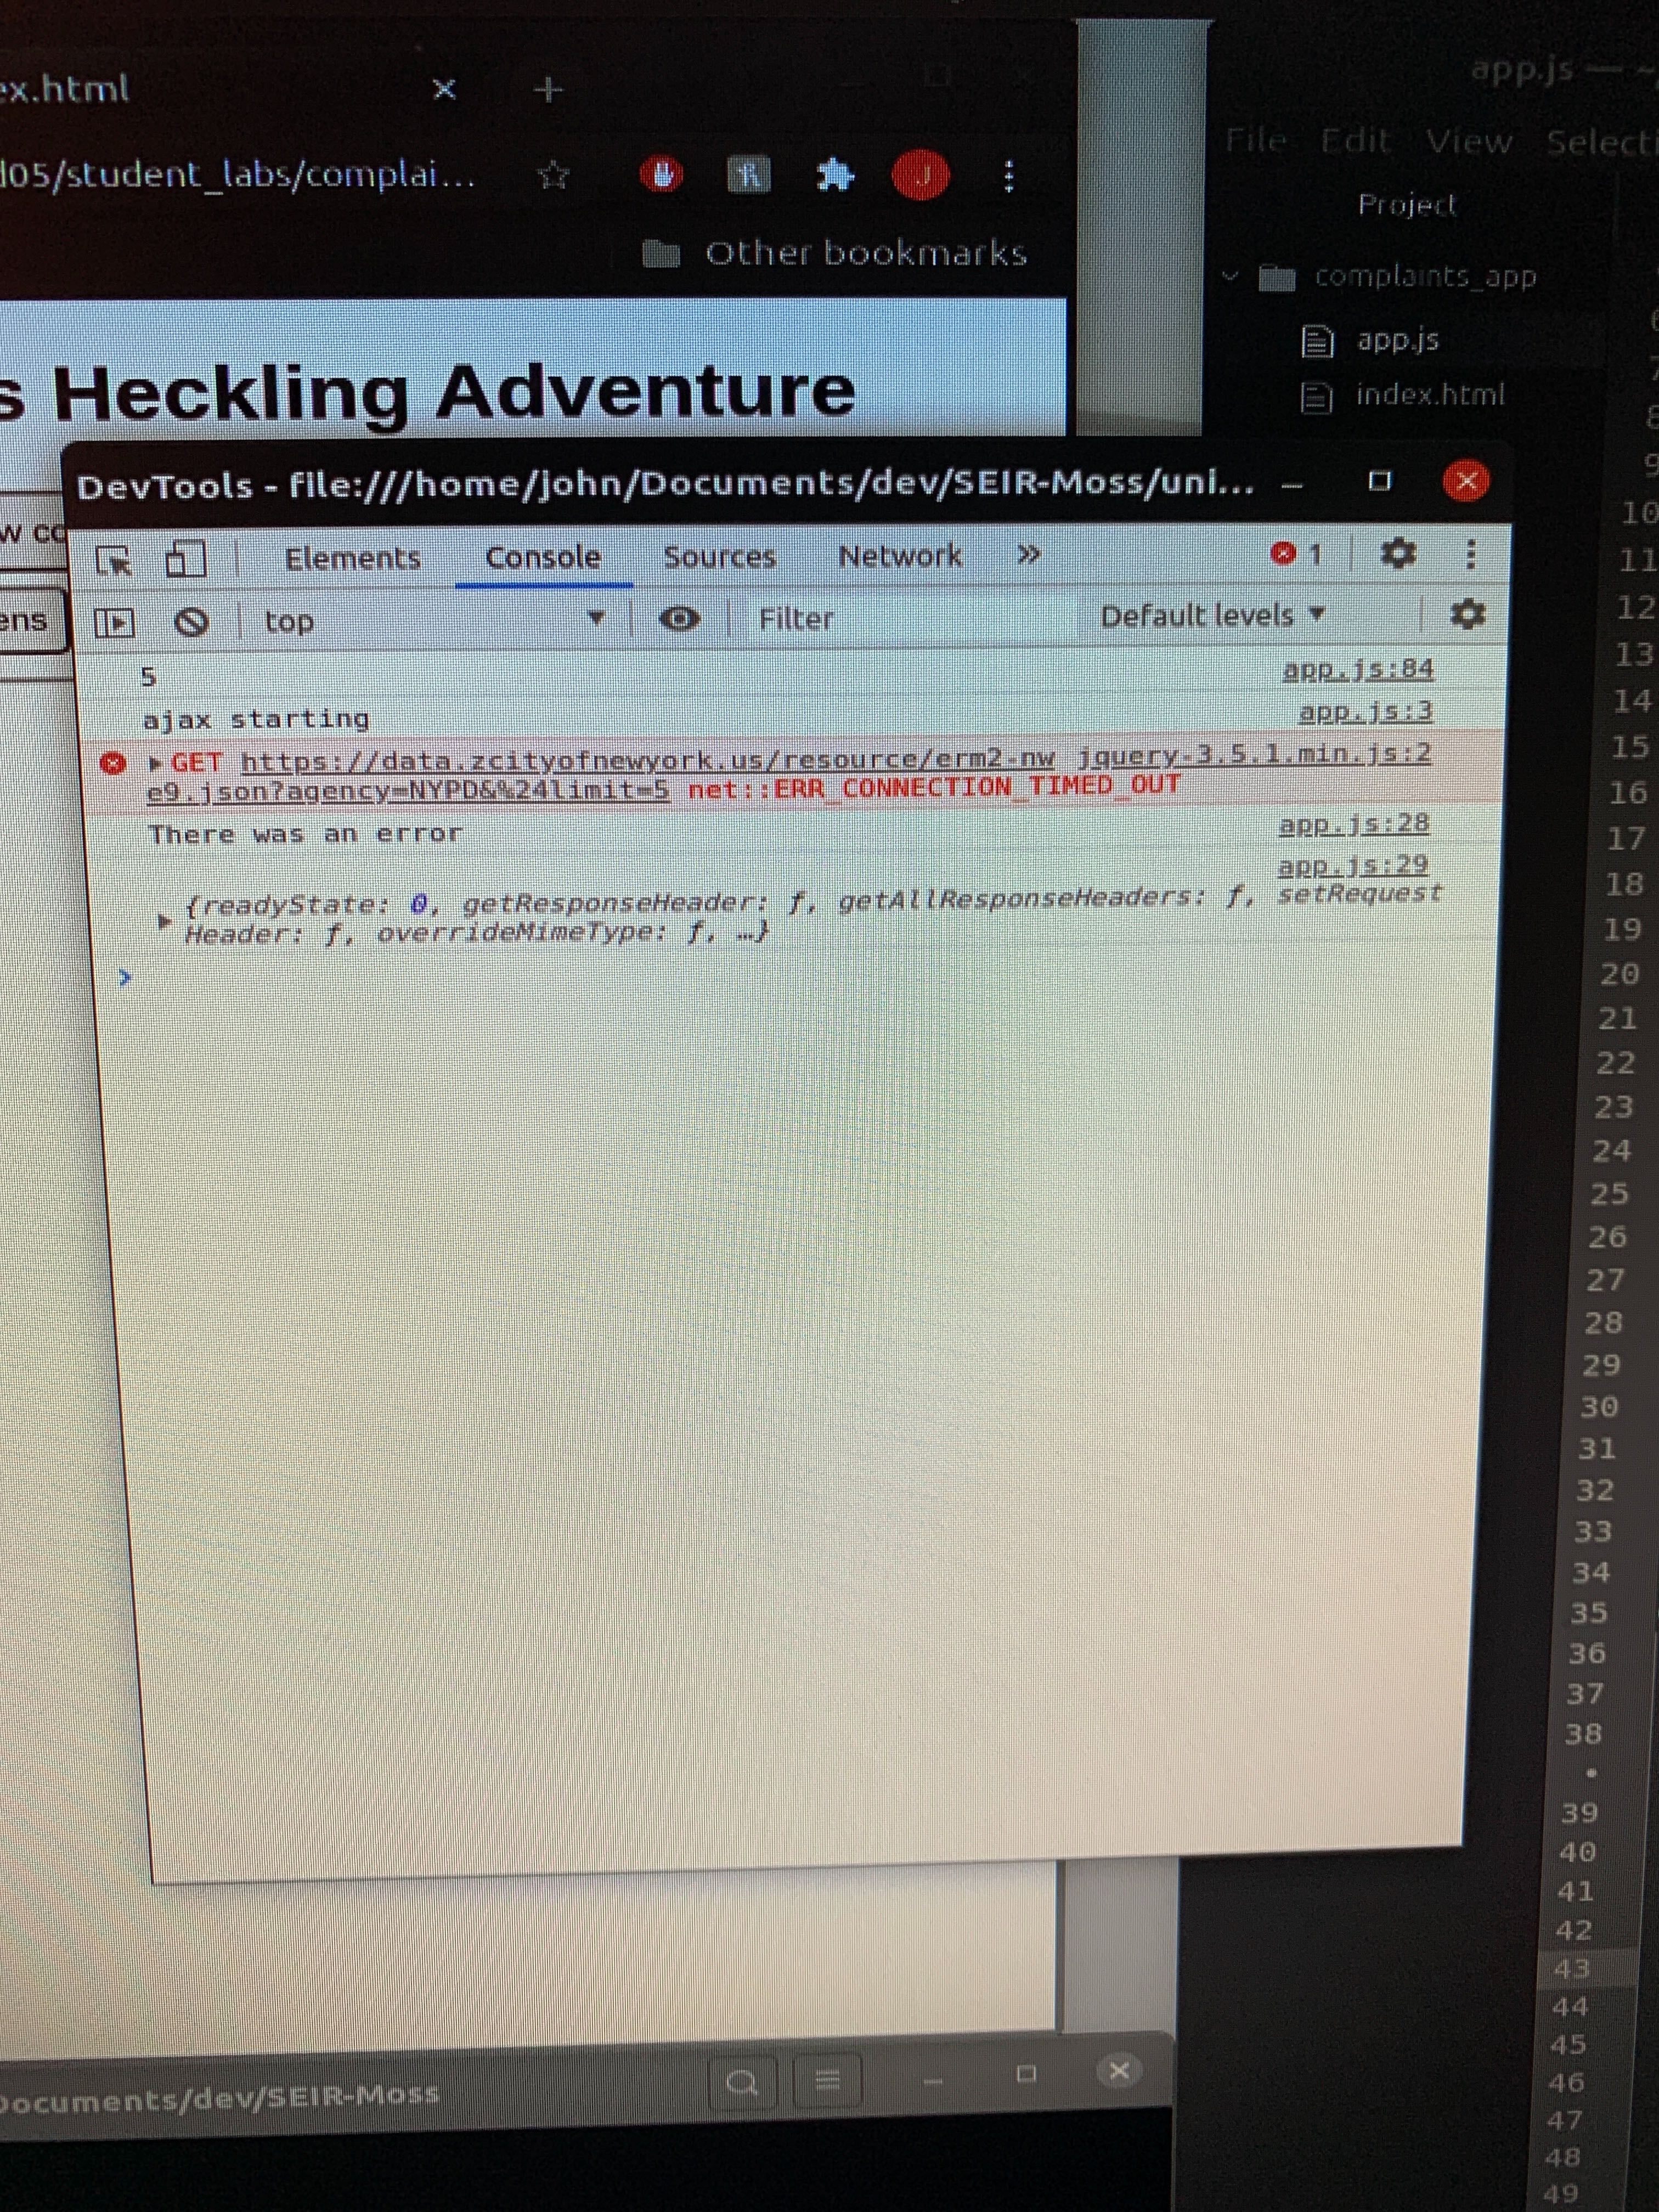 ex.html
app.js —
d05/student_labs/complai...
J
File Edit View Selecti
Project
Other bookmarks
complaints_app
app.js
index.html
s Heckling Adventure
DevTools - file:///home/john/Documents/dev/SEIR-Moss/uni...
w co
Elements Console Sources Network » 1
ens
top Filter Default levels
5 app.js:84
ajax starting app.js:3
GET https://data.zcityofnewyork.us/resource/erm2-nw jquery-3.5.1.min.js:2
e9.json?agency=NYPD&%24limit=5 net::ERR_CONNECTION_TIMED_OUT
There was an error app.js:28
app.js:29
{readyState: 0, getResponseHeader: ƒ, getAllResponseHeaders: ƒ, setRequest
Header: ƒ, overrideMimeType: ƒ, …}
>
10
11
12
13
14
15
16
17
18
19
20
21
22
23
24
25
26
27
28
29
30
31
32
33
34
35
36
37
38
39
40
41
42
43
44
45
46
47
48
49
Documents/dev/SEIR-Moss